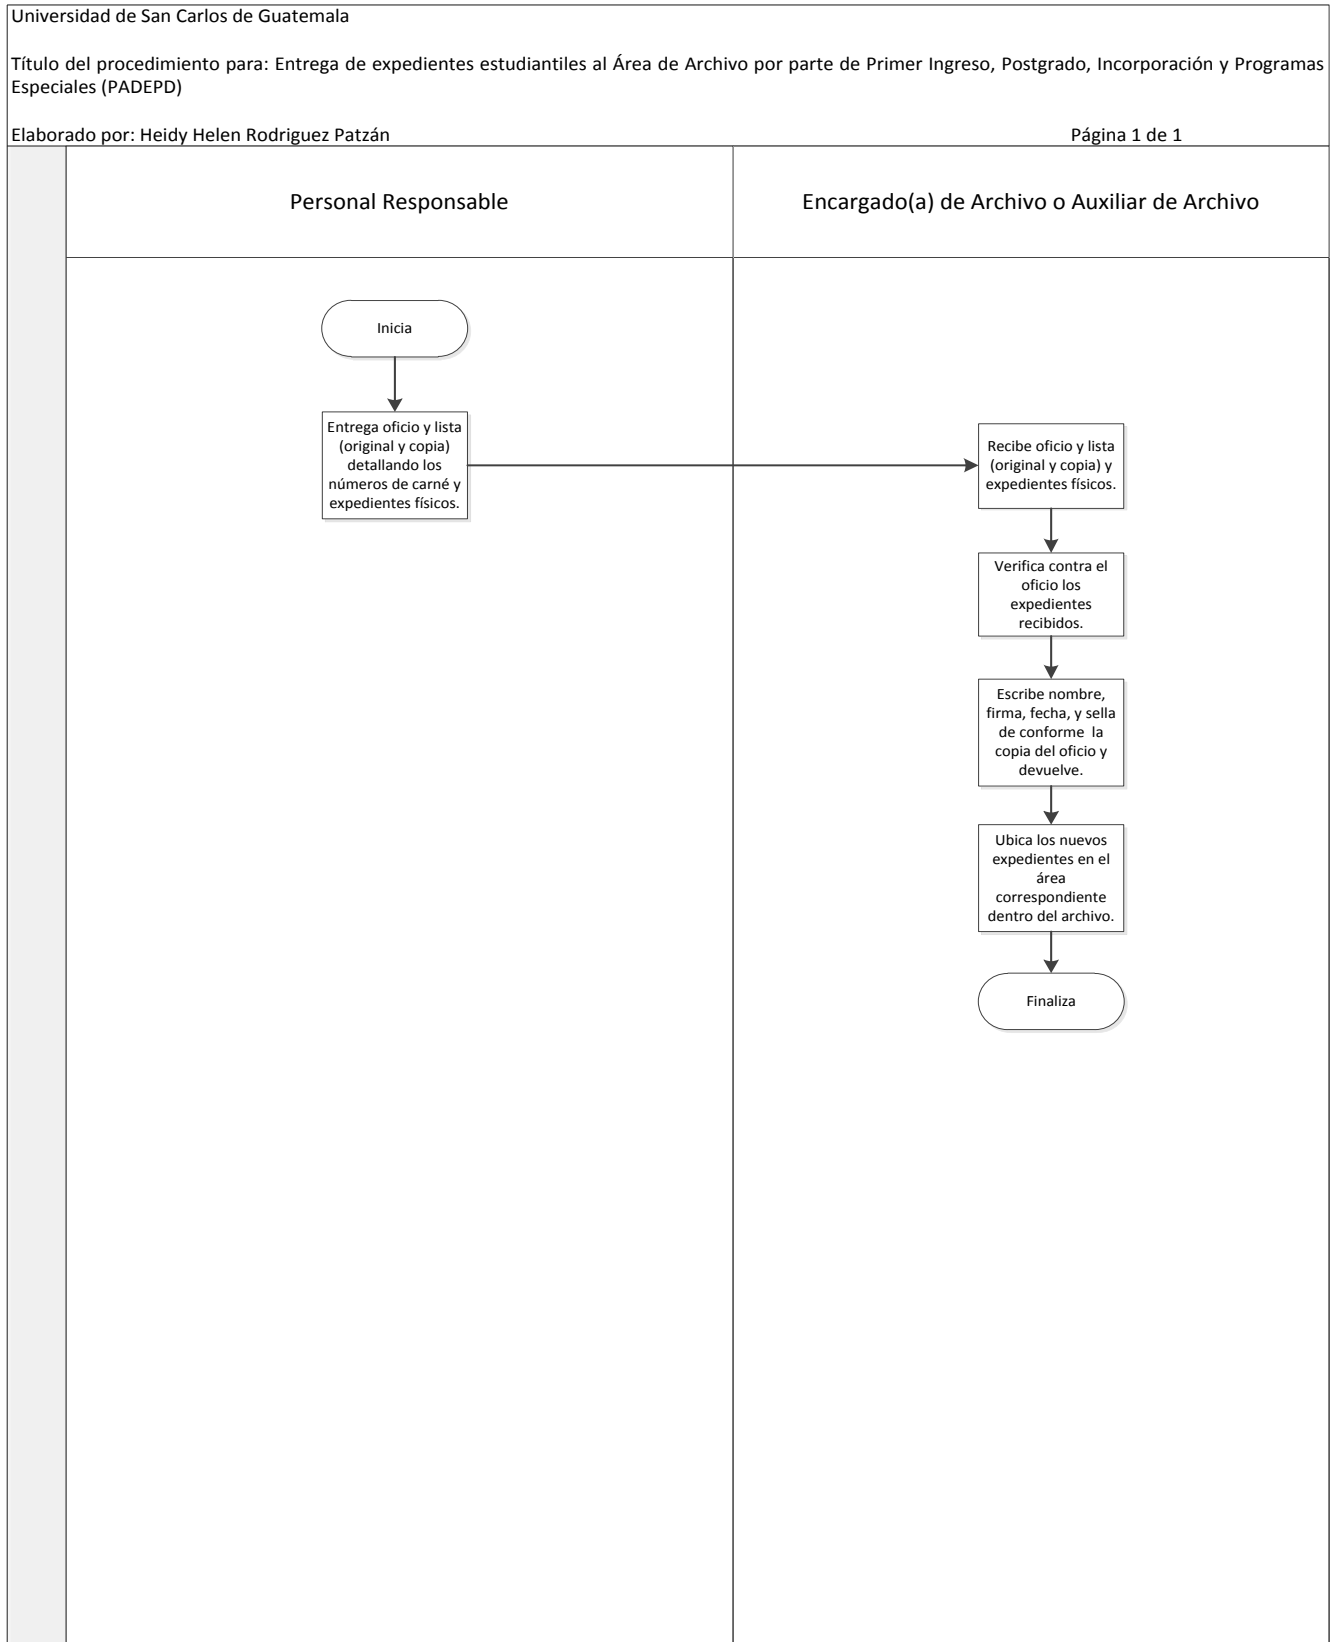 Universidad de San Carlos de Guatemala
Título del procedimiento para: Entrega de expedientes estudiantiles al Área de Archivo por parte de Primer Ingreso, Postgrado, Incorporación y Programas
Especiales (PADEPD)
Elaborado por: Heidy Helen Rodriguez Patzán
Página 1 de 1
Personal Responsable
Encargado(a) de Archivo o Auxiliar de Archivo
Inicia
Entrega oficio y lista
(original y copia)
detallando los
números de carné y
expedientes físicos.
Recibe oficio y lista
(original y copia) y
expedientes físicos.
Verifica contra el
oficio los
expedientes
recibidos.
Escribe nombre,
firma, fecha, y sella
de conforme  la
copia del oficio y
devuelve.
Ubica los nuevos
expedientes en el
área
correspondiente
dentro del archivo.
Finaliza